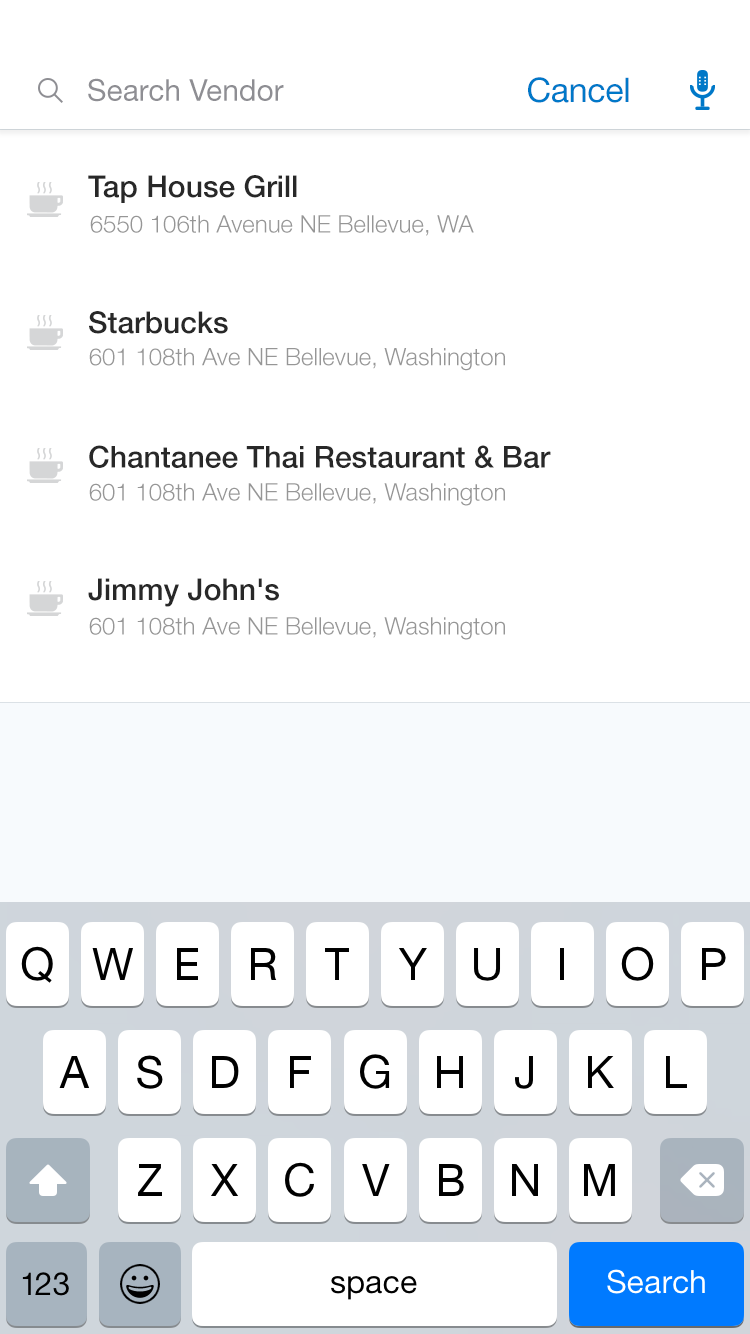 Search Vendor Cancel
Tap House Grill
6550 106th Avenue NE Bellevue, WA
Starbucks
601 108th Ave NE Bellevue, Washington
Chantanee Thai Restaurant & Bar
601 108th Ave NE Bellevue, Washington
Jimmy John's
601 108th Ave NE Bellevue, Washington
Q W E R T Y U I O P
A S D F G H J K L
Z X C V B N M
123 space Search